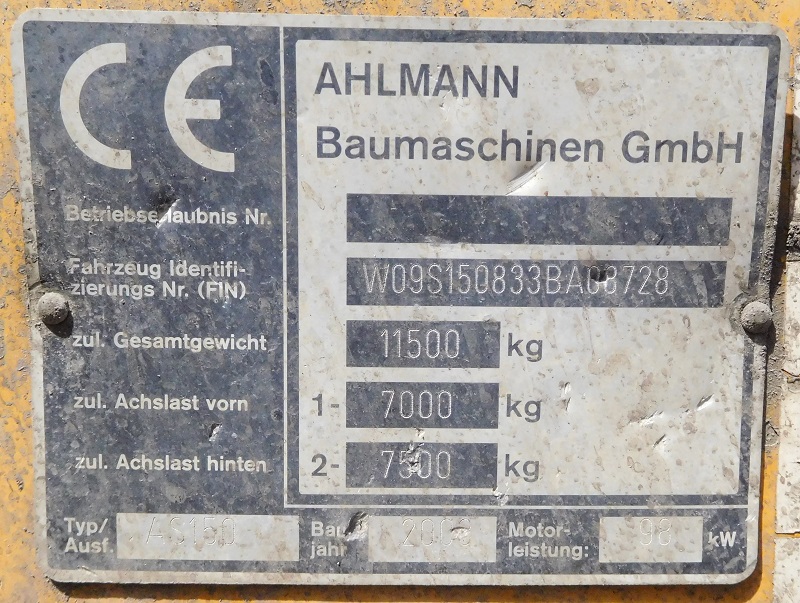 CE
AHLMANN
Baumaschinen GmbH
Betriebserlaubnis Nr.
Fahrzeug Identifi-
zierungs Nr. (FIN)
W09S150833BA08728
zul. Gesamtgewicht
11500 kg
zul. Achslast vorn
1- 7000 kg
zul. Achslast hinten
2- 7500 kg
Typ/
Ausf.
AS150
Bau
jahr
Motor-
leistung:
98 kW